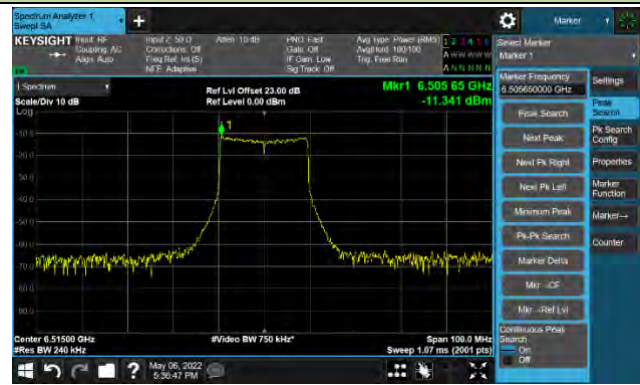 Spectrum Analyzer 1
Swept SA
Marker
KEYSIGHT
Input: RF
Coupling: AC
Align: Auto
Input Z: 50 Ω
Corrections: Off
Freq Ref: Int (S)
NFE: Adaptive
Atten: 10 dB
PNO: Fast
Gate: Off
IF Gain: Low
Sig Track: Off
Avg Type: Power (RMS)
Avg|Hold: 100/100
Trig: Free Run
1 2 3 4 5 6
A W W W W W
A N N N N N
Select Marker
Marker 1
1 Spectrum
Scale/Div 10 dB
Log
Ref Lvl Offset 23.00 dB
Ref Level 0.00 dBm
Mkr1 6.505 65 GHz
-11.341 dBm
1
-10.0
-30.0
-40.0
-50.0
-60.0
-70.0
-80.0
-90.0
Marker Frequency
6.505650000 GHz
Peak Search
Next Peak
Next Pk Right
Next Pk Left
Minimum Peak
Pk-Pk Search
Marker Delta
Mkr→CF
Mkr→Ref Lvl
Continuous Peak
Search
On
Off
Settings
Peak
Search
Pk Search
Config
Properties
Marker
Function
Marker→
Counter
Center 6.51500 GHz
#Res BW 240 kHz
#Video BW 750 kHz*
Span 100.0 MHz
Sweep 1.07 ms (2001 pts)
?
May 06, 2022
5:36:47 PM